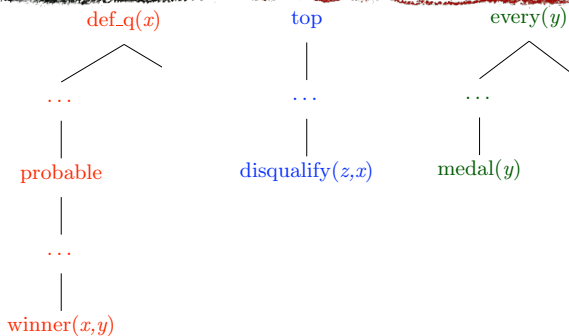 def_q(x) top every(y)
... ... ...
probable disqualify(z,x) medal(y)
...
winner(x,y)